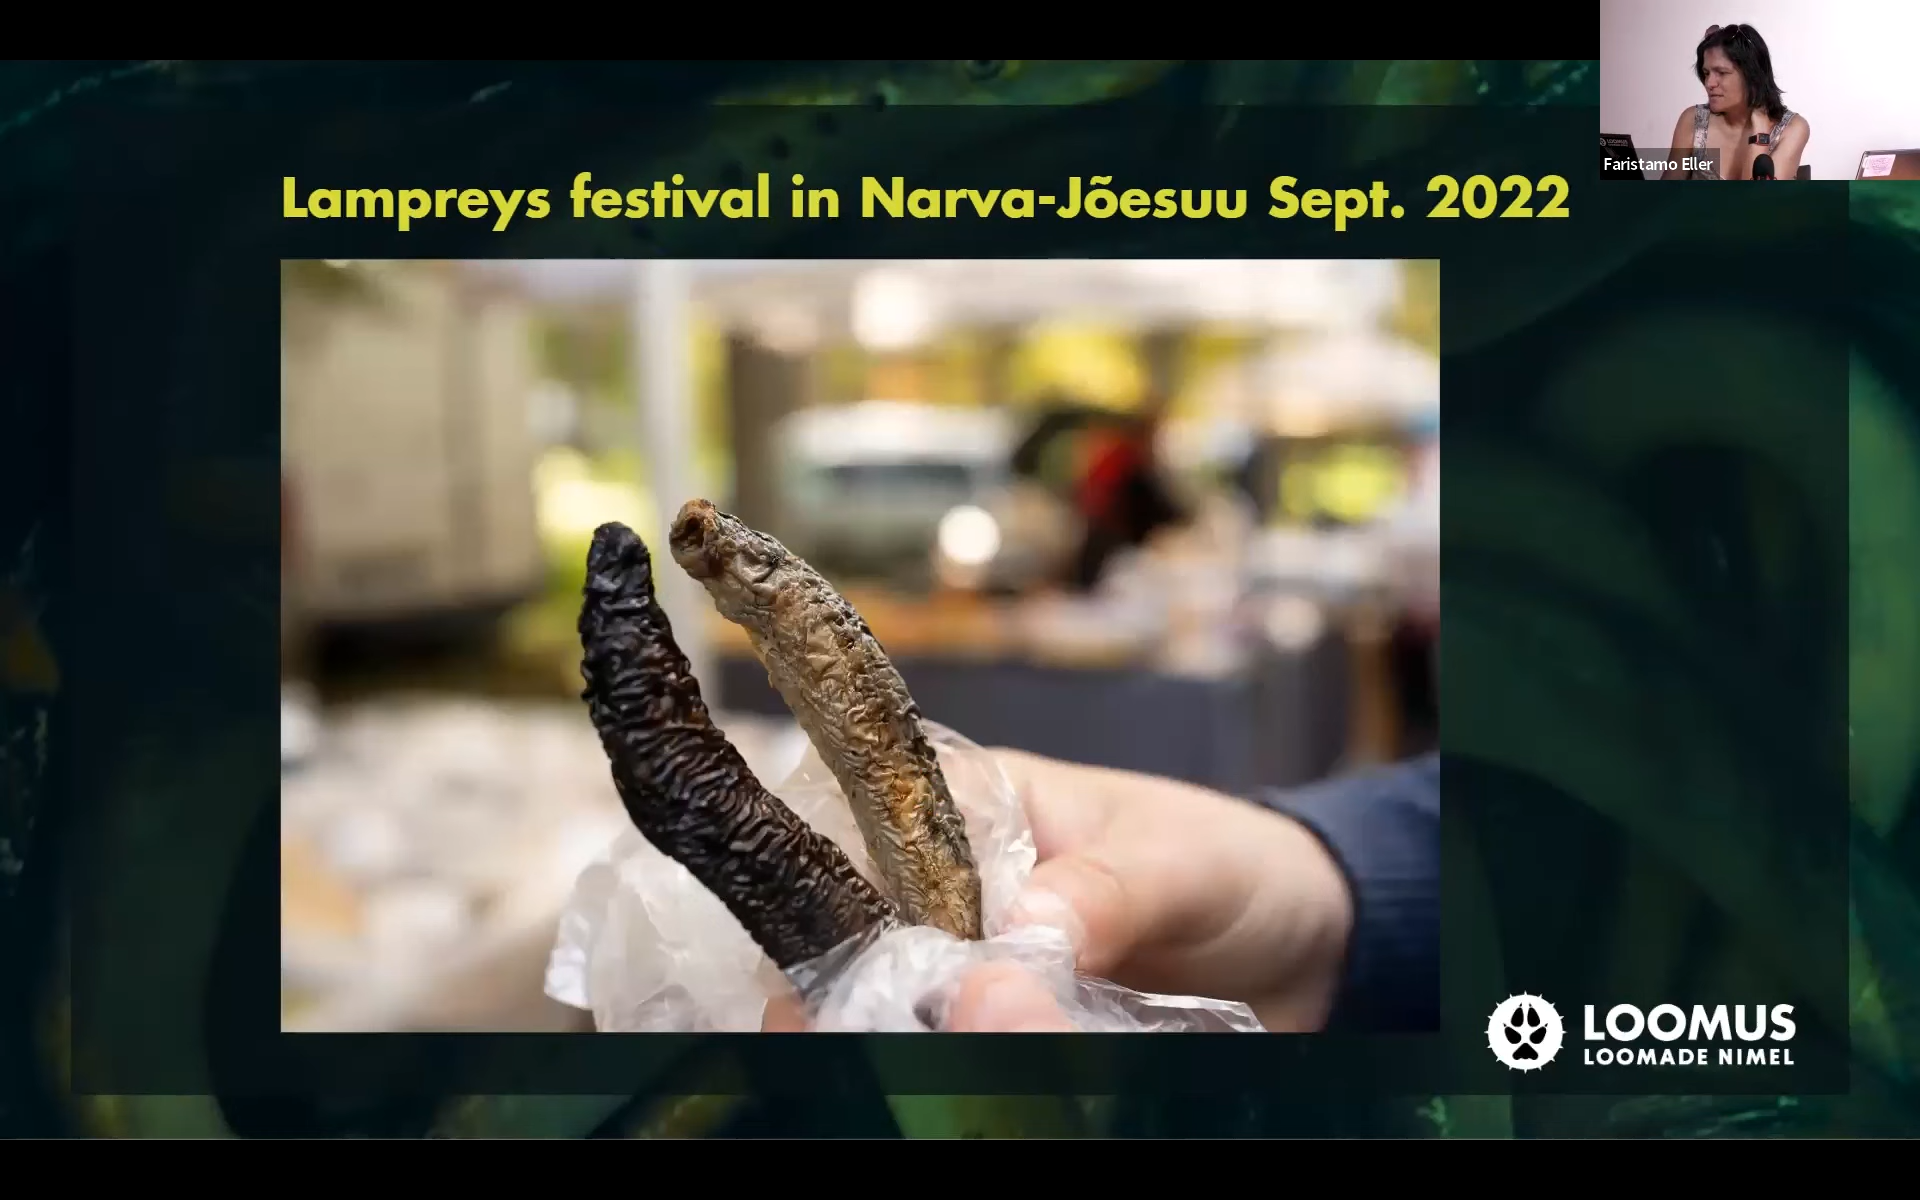 Lampreys festival in Narva-Jõesuu Sept. 2022
Faristamo Eller
LOOMUS
LOOMADE NIMEL